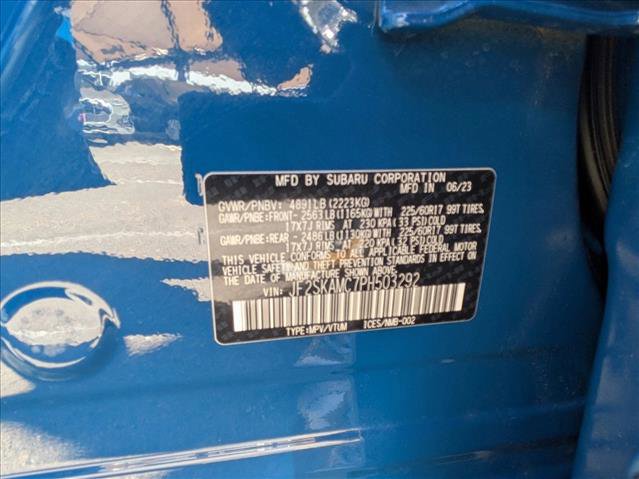 MFD BY SUBARU CORPORATION
MFD IN 06/23
GVWR/PNBV: 4891LB(2223KG)
GAWR/PNBE:FRONT- 2563LB(1165KG)WITH 225/60R17 99T TIRES.
17X7J RIMS AT 230 KPA (33 PSI)COLD
GAWR/PNBE:REAR - 2486LB(1130KG)WITH 225/60R17 99T TIRES.
17X7J RIMS AT 220 KPA (32 PSI)COLD
THIS VEHICLE CONFORMS TO ALL APPLICABLE FEDERAL MOTOR
VEHICLE SAFETY AND THEFT PREVENTION STANDARDS IN EFFECT
ON THE DATE OF MANUFACTURE SHOWN ABOVE.
VIN: JF2SKAMC7PH503292
TYPE:MPV/VTUM ICES/NMB-002